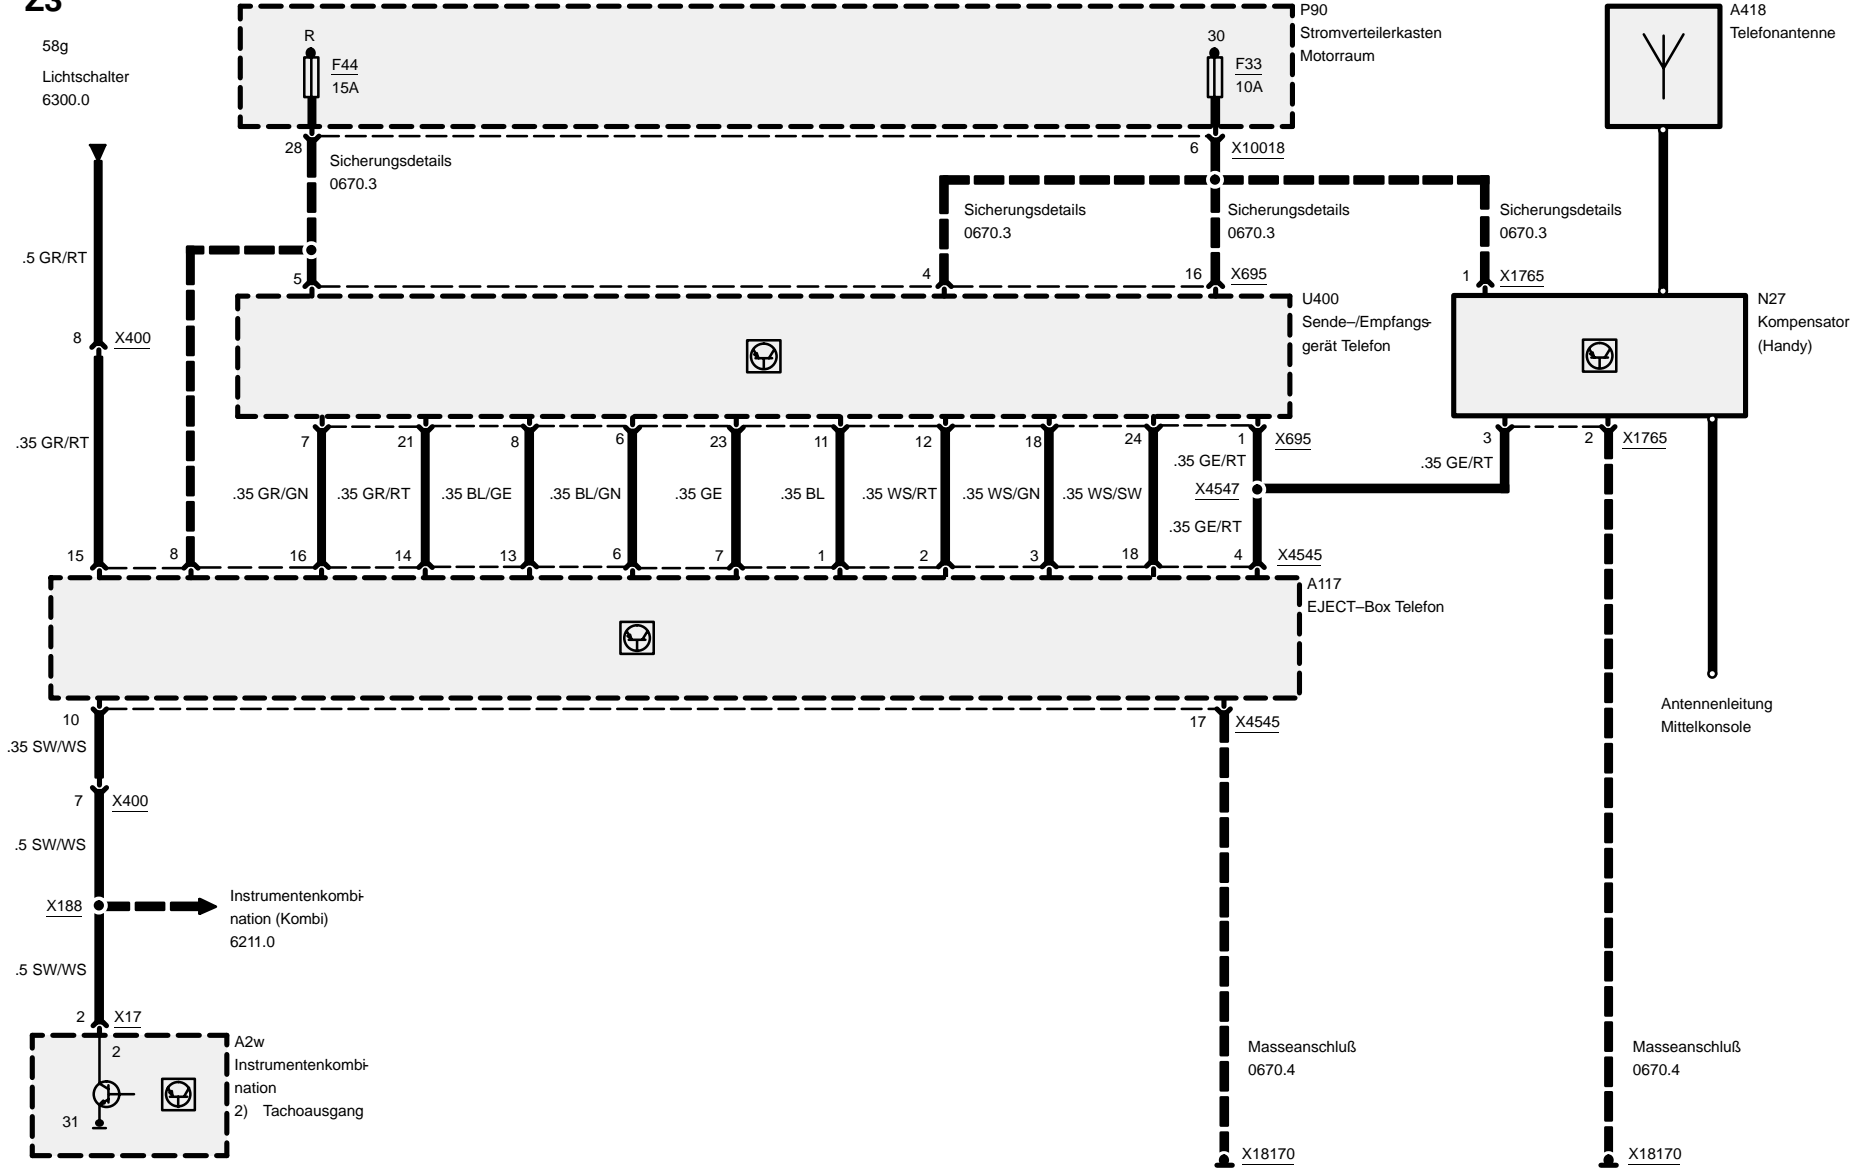 Z3
58g
Lichtschalter
6300.0
R
F44
15A
30
F33
10A
P90
Stromverteilerkasten
Motorraum
A418
Telefonantenne
28
Sicherungsdetails
0670.3
6
X10018
Sicherungsdetails
0670.3
Sicherungsdetails
0670.3
Sicherungsdetails
0670.3
.5 GR/RT
5
4
16
X695
1
X1765
U400
Sende–/Empfangs-
gerät Telefon
N27
Kompensator
(Handy)
8
X400
.35 GR/RT
7
21
8
6
23
11
12
18
24
1
X695
3
2
X1765
.35 GE/RT
.35 GE/RT
.35 GR/GN
.35 GR/RT
.35 BL/GE
.35 BL/GN
.35 GE
.35 BL
.35 WS/RT
.35 WS/GN
.35 WS/SW
X4547
.35 GE/RT
15
8
16
14
13
6
7
1
2
3
18
4
X4545
A117
EJECT–Box Telefon
10
17
X4545
.35 SW/WS
Antennenleitung
Mittelkonsole
7
X400
.5 SW/WS
X188
Instrumentenkombi-
nation (Kombi)
6211.0
.5 SW/WS
2
X17
2
31
A2w
Instrumentenkombi-
nation
2) Tachoausgang
Masseanschluß
0670.4
Masseanschluß
0670.4
X18170
X18170